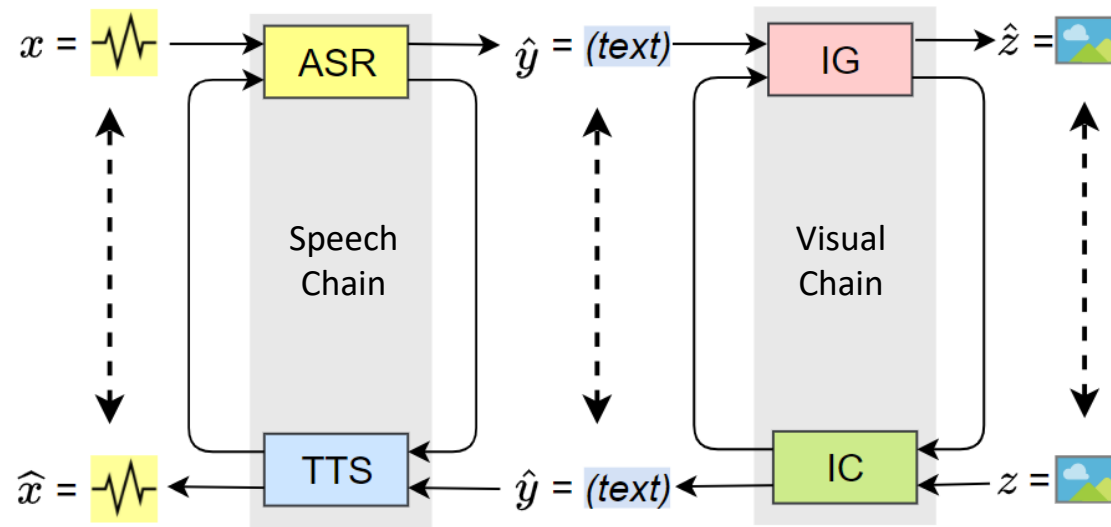 x = ASR ŷ = (text) IG ẑ =
Speech Chain
Visual Chain
x̂ = TTS ŷ = (text) IC z =